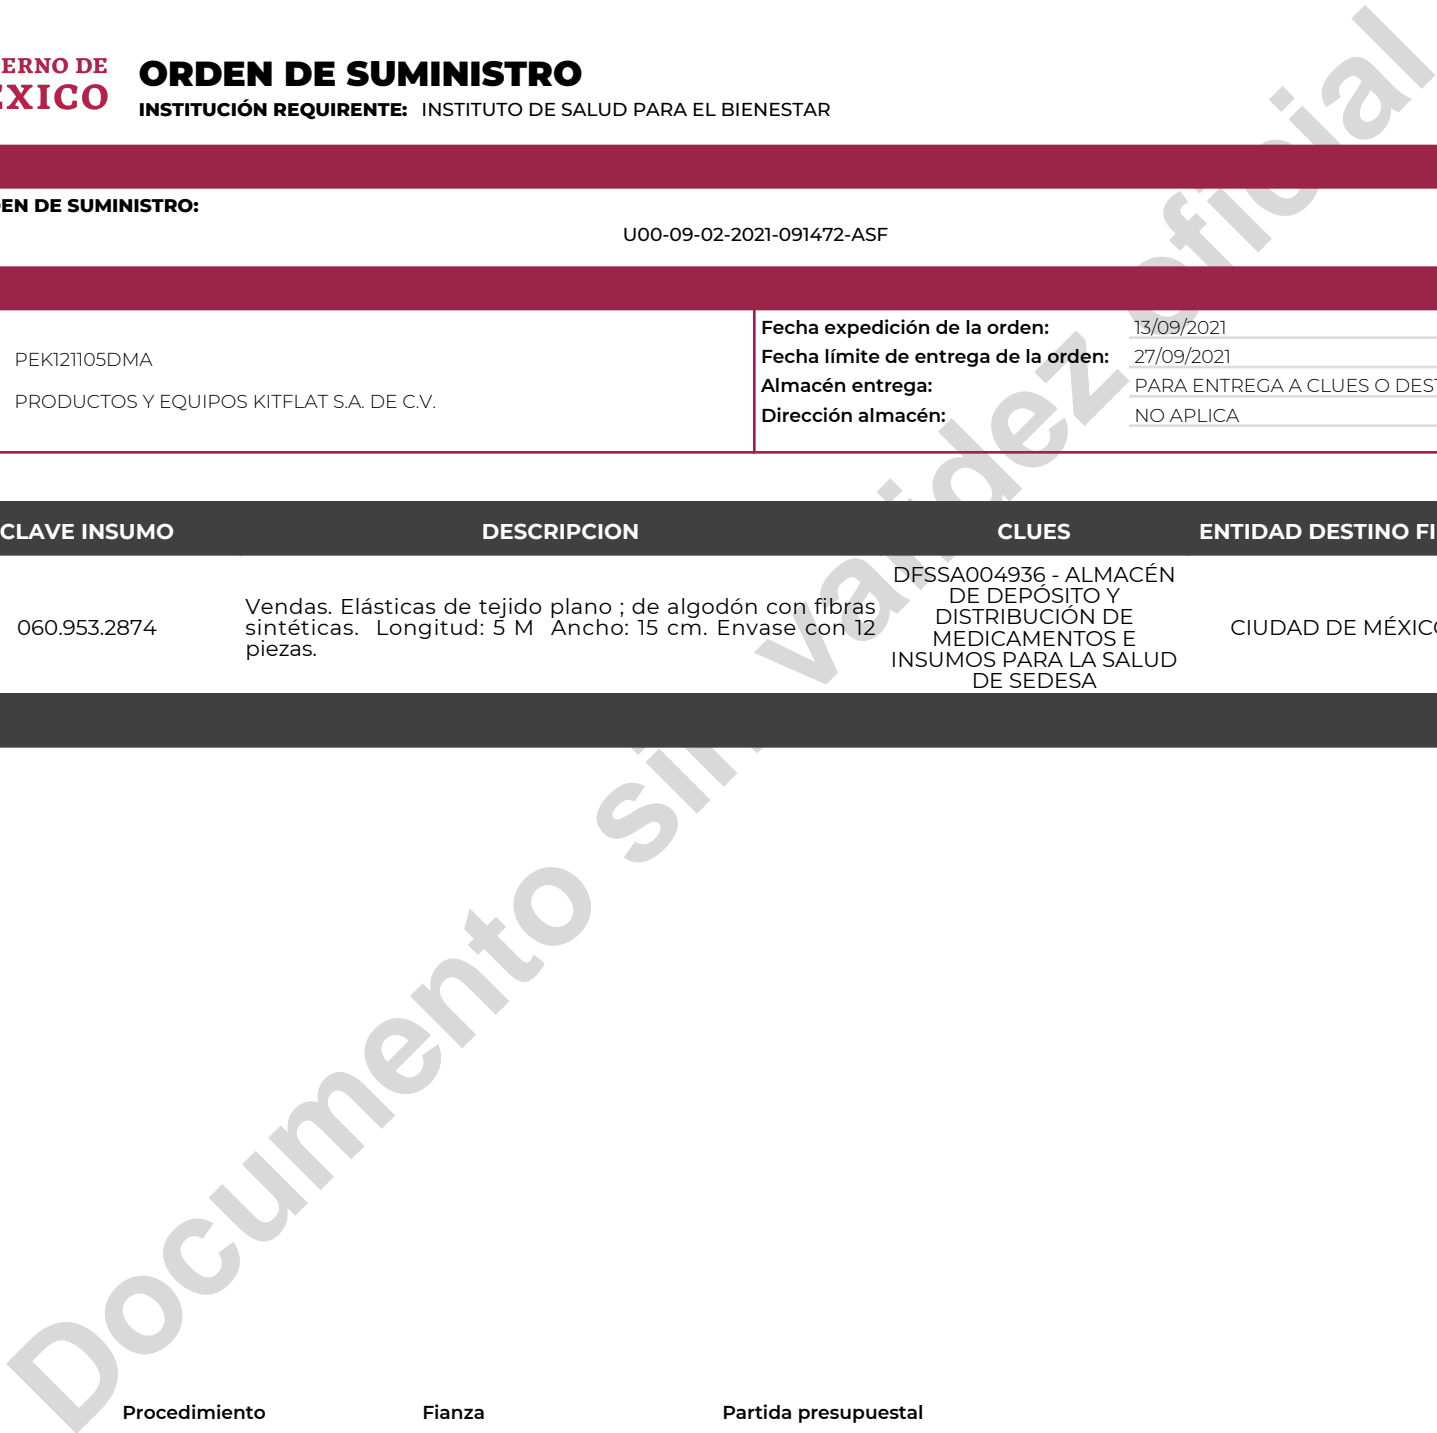 ERNO DE
ÉXICO
ORDEN DE SUMINISTRO
INSTITUCIÓN REQUIRENTE: INSTITUTO DE SALUD PARA EL BIENESTAR
EN DE SUMINISTRO:
U00-09-02-2021-091472-ASF
PEK121105DMA
PRODUCTOS Y EQUIPOS KITFLAT S.A. DE C.V.
Fecha expedición de la orden: 13/09/2021
Fecha límite de entrega de la orden: 27/09/2021
Almacén entrega: PARA ENTREGA A CLUES O DEST
Dirección almacén: NO APLICA
CLAVE INSUMO DESCRIPCION CLUES ENTIDAD DESTINO FI
060.953.2874
Vendas. Elásticas de tejido plano ; de algodón con fibras
sintéticas. Longitud: 5 M Ancho: 15 cm. Envase con 12
piezas.
DFSSA004936 - ALMACÉN
DE DEPÓSITO Y
DISTRIBUCIÓN DE
MEDICAMENTOS E
INSUMOS PARA LA SALUD
DE SEDESA
CIUDAD DE MÉXICO
Documento sin validez oficial
Procedimiento Fianza Partida presupuestal